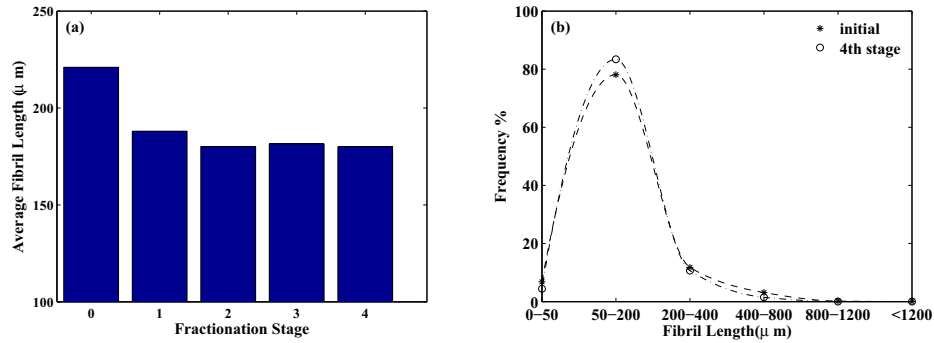 (a)
250
200
150
100
Average Fibril Length (μ m)
0 1 2 3 4
Fractionation Stage
(b)
initial
4th stage
100
80
60
40
20
0
Frequency %
0−50 50−200 200−400 400−800 800−1200 <1200
Fibril Length(μ m)